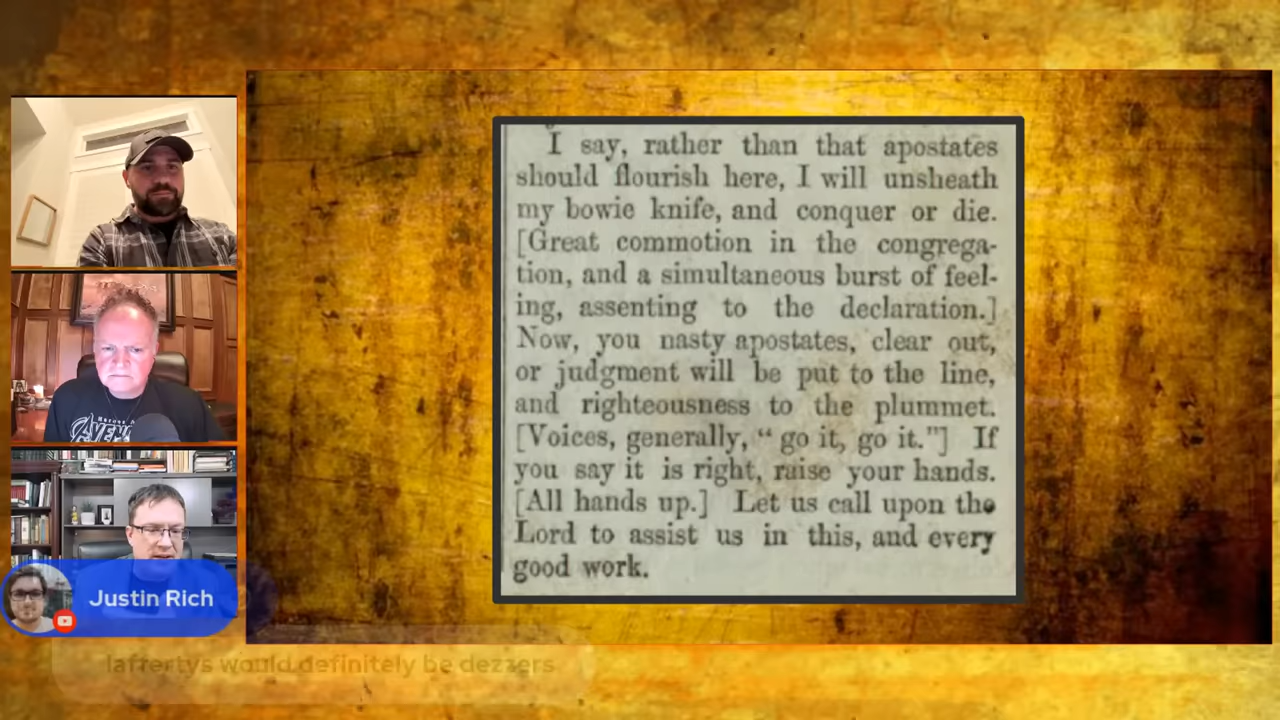 I say, rather than that apostates
should flourish here, I will unsheath
my bowie knife, and conquer or die.
[Great commotion in the congrega-
tion, and a simultaneous burst of feel-
ing, assenting to the declaration.]
Now, you nasty apostates, clear out,
or judgment will be put to the line,
and righteousness to the plummet.
[Voices, generally, “ go it, go it.”] If
you say it is right, raise your hands.
[All hands up.] Let us call upon the
Lord to assist us in this, and every
good work.
Justin Rich
laffertys would definitely be dezzers